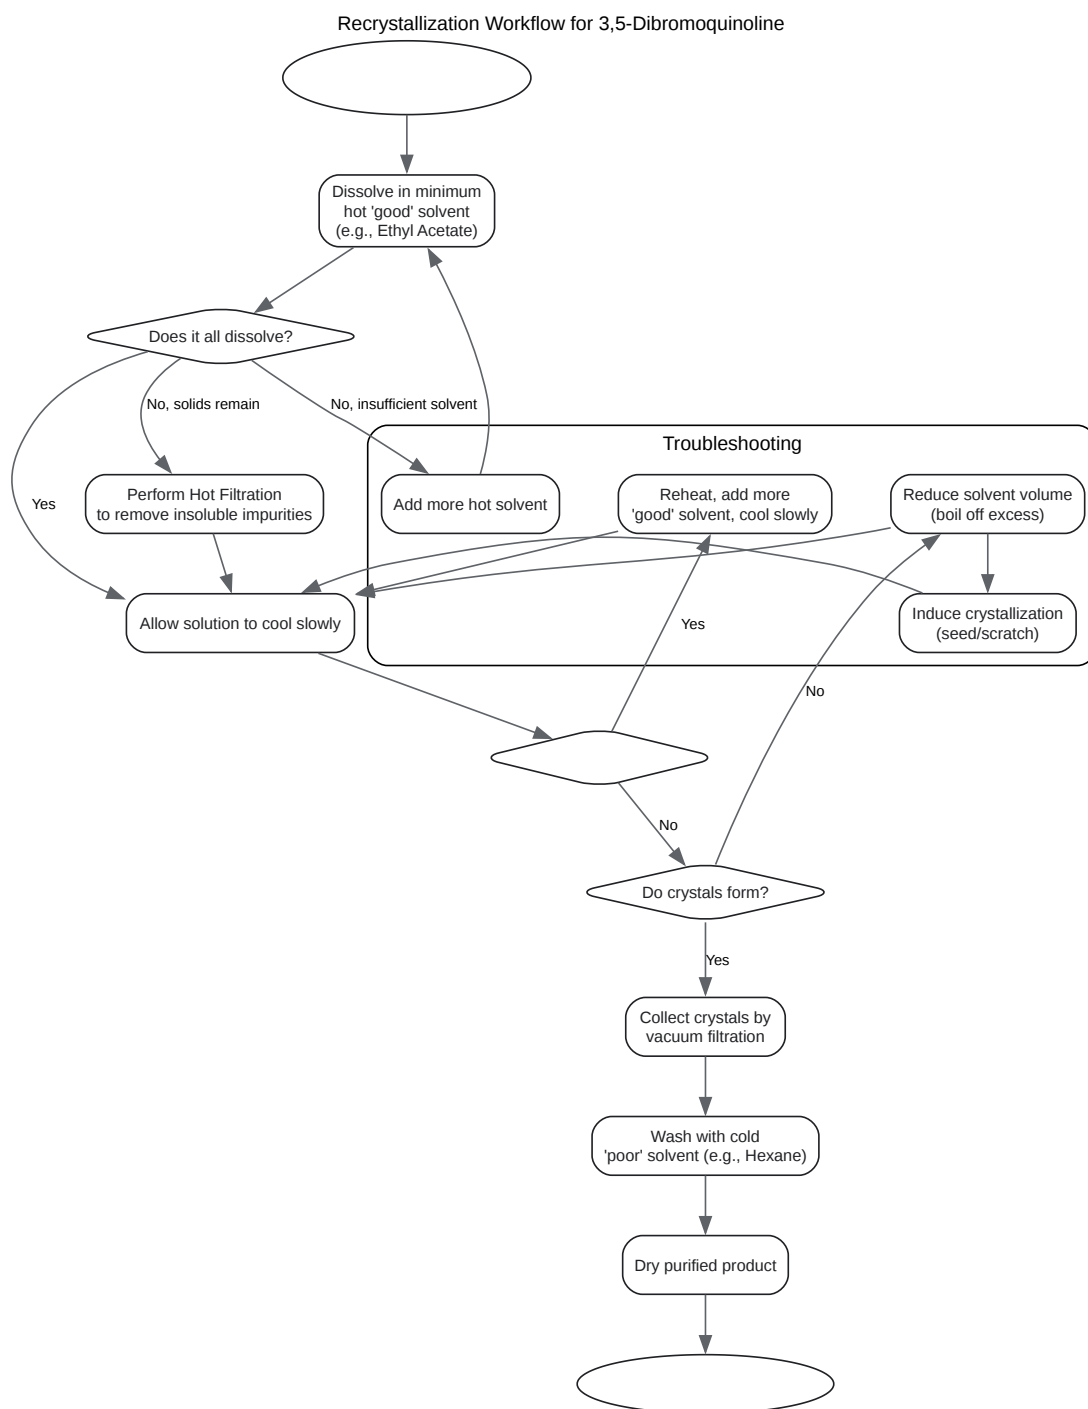 Recrystallization Workflow for 3,5-Dibromoquinoline
Dissolve in minimum
hot 'good' solvent
(e.g., Ethyl Acetate)
Does it all dissolve?
No, solids remain
No, insufficient solvent
Yes
Troubleshooting
Perform Hot Filtration
to remove insoluble impurities
Add more hot solvent
Reheat, add more
'good' solvent, cool slowly
Reduce solvent volume
(boil off excess)
Allow solution to cool slowly
Yes
Induce crystallization
(seed/scratch)
No
No
Do crystals form?
Yes
Collect crystals by
vacuum filtration
Wash with cold
'poor' solvent (e.g., Hexane)
Dry purified product